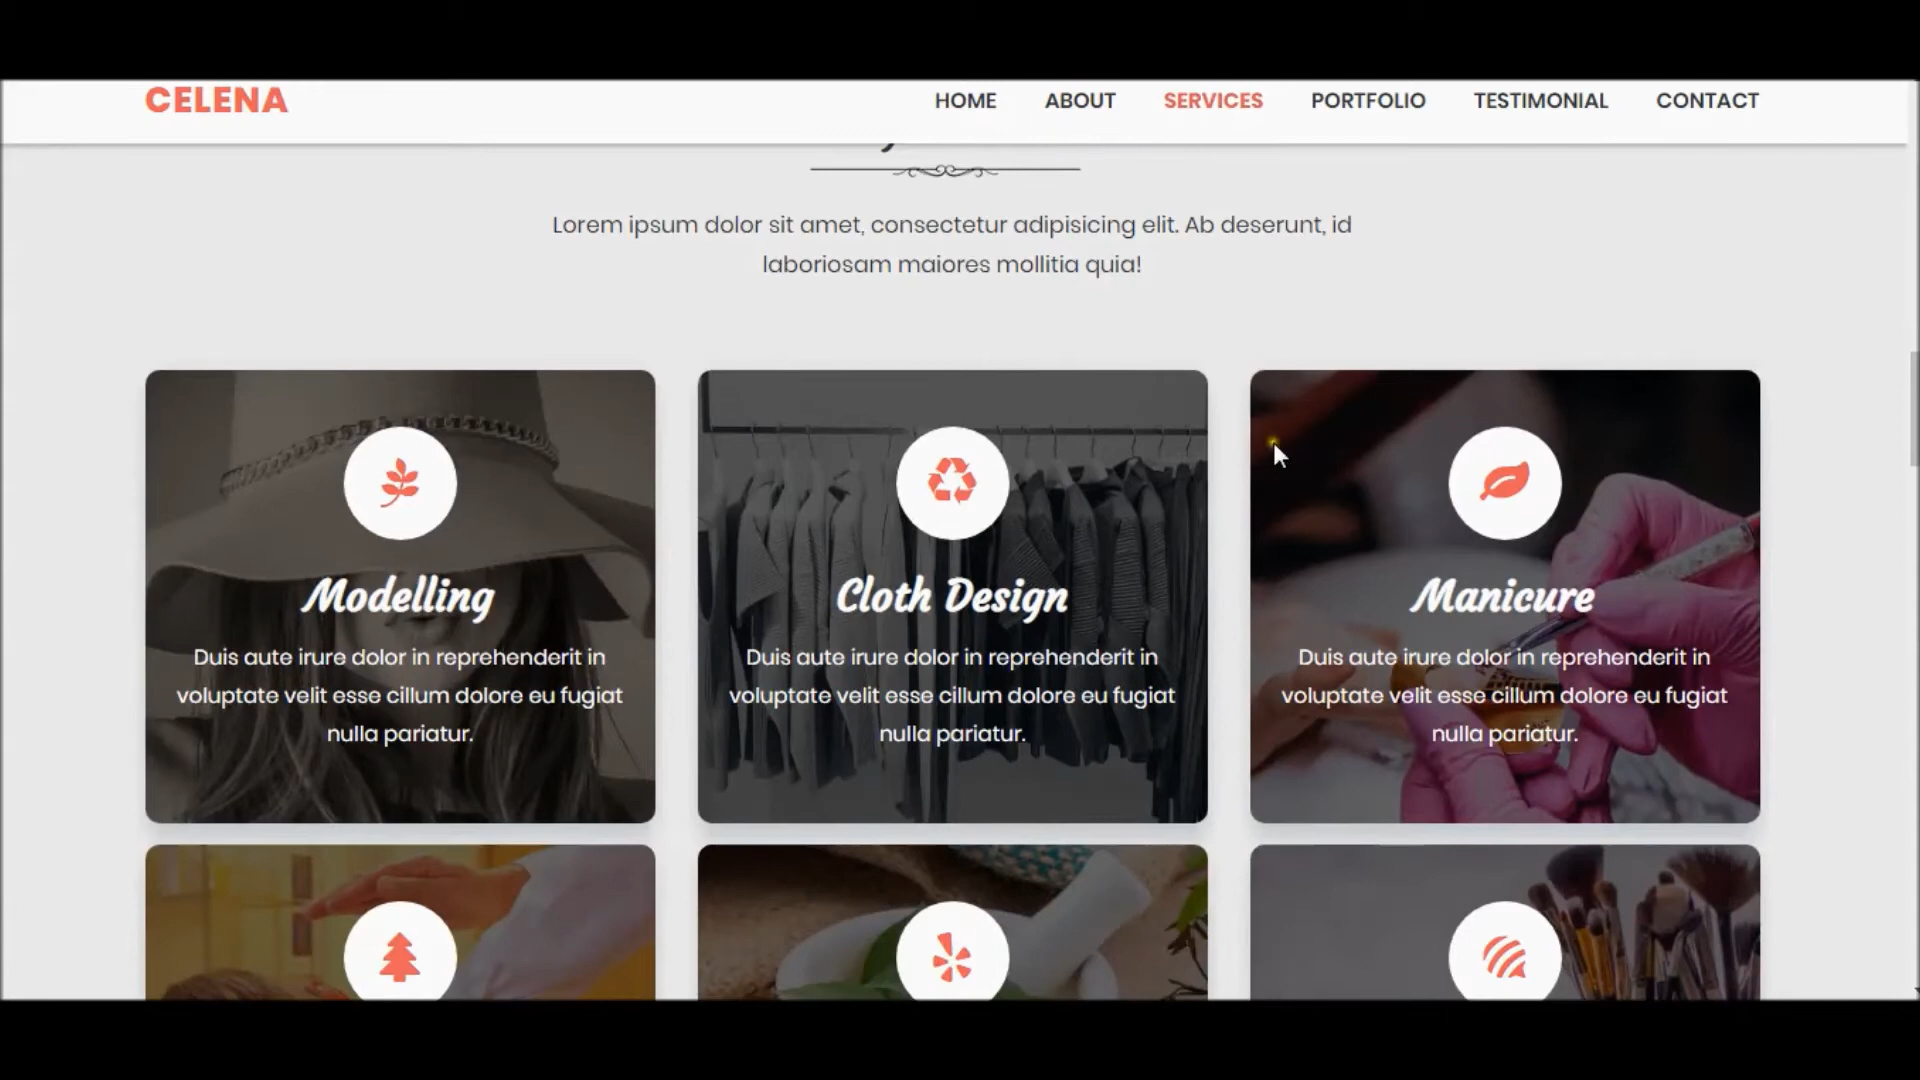 CELENA
HOME ABOUT SERVICES PORTFOLIO TESTIMONIAL CONTACT
Lorem ipsum dolor sit amet, consectetur adipisicing elit. Ab deserunt, id
laboriosam maiores mollitia quia!
Modelling
Duis aute irure dolor in reprehenderit in
voluptate velit esse cillum dolore eu fugiat
nulla pariatur.
Cloth Design
Duis aute irure dolor in reprehenderit in
voluptate velit esse cillum dolore eu fugiat
nulla pariatur.
Manicure
Duis aute irure dolor in reprehenderit in
voluptate velit esse cillum dolore eu fugiat
nulla pariatur.